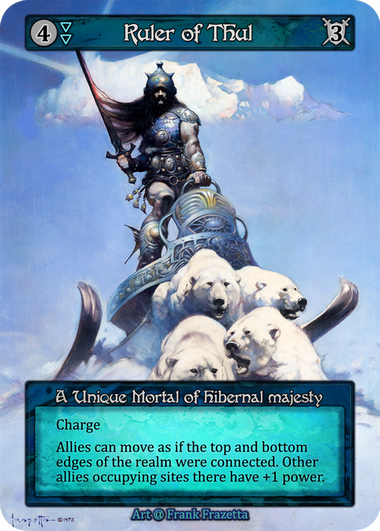 4 Ruler of Thul 3
A Unique Mortal of Hibernal majesty
Charge
Allies can move as if the top and bottom
edges of the realm were connected. Other
allies occupying sites there have +1 power.
©1974
Art @ Frank Frazetta